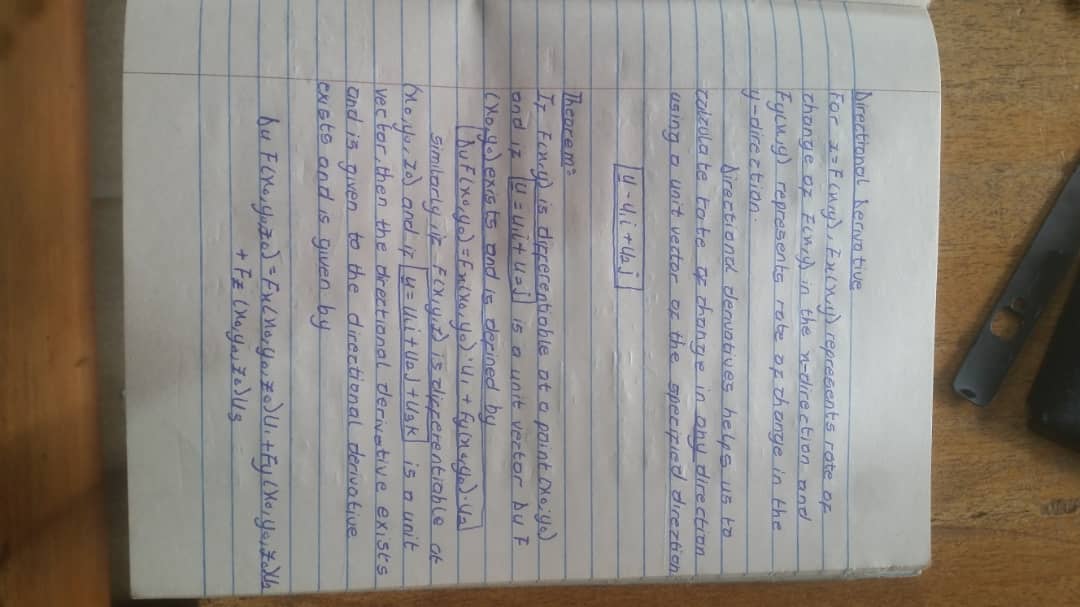 Directional Derivative
For z=F(x,y), Fx(x,y) represents rate of
change of F(x,y) in the x-direction and
Fy(x,y) represents rate of change in the
y-direction.
Directional derivatives helps us to
calculate rate of change in any direction
using a unit vector of the specified direction
u - u₁i + u₂j
Theorem:
If F(x,y) is differentiable at a point (x₀,y₀)
and if u = u₁i + u₂j is a unit vector Du F
(x₀,y₀) exists and is defined by
Du F(x₀,y₀) = Fx(x₀,y₀)·u₁ + Fy(x₀,y₀)·u₂
Similarly, if F(x,y,z) is differentiable at
(x₀,y₀,z₀) and if u = u₁i + u₂j + u₃k is a unit
vector, then the directional derivative exists
and is given to the directional derivative
exists and is given by
Du F(x₀,y₀,z₀) = Fx(x₀,y₀,z₀)u₁ + Fy(x₀,y₀,z₀)u₂
+ Fz (x₀,y₀,z₀)u₃